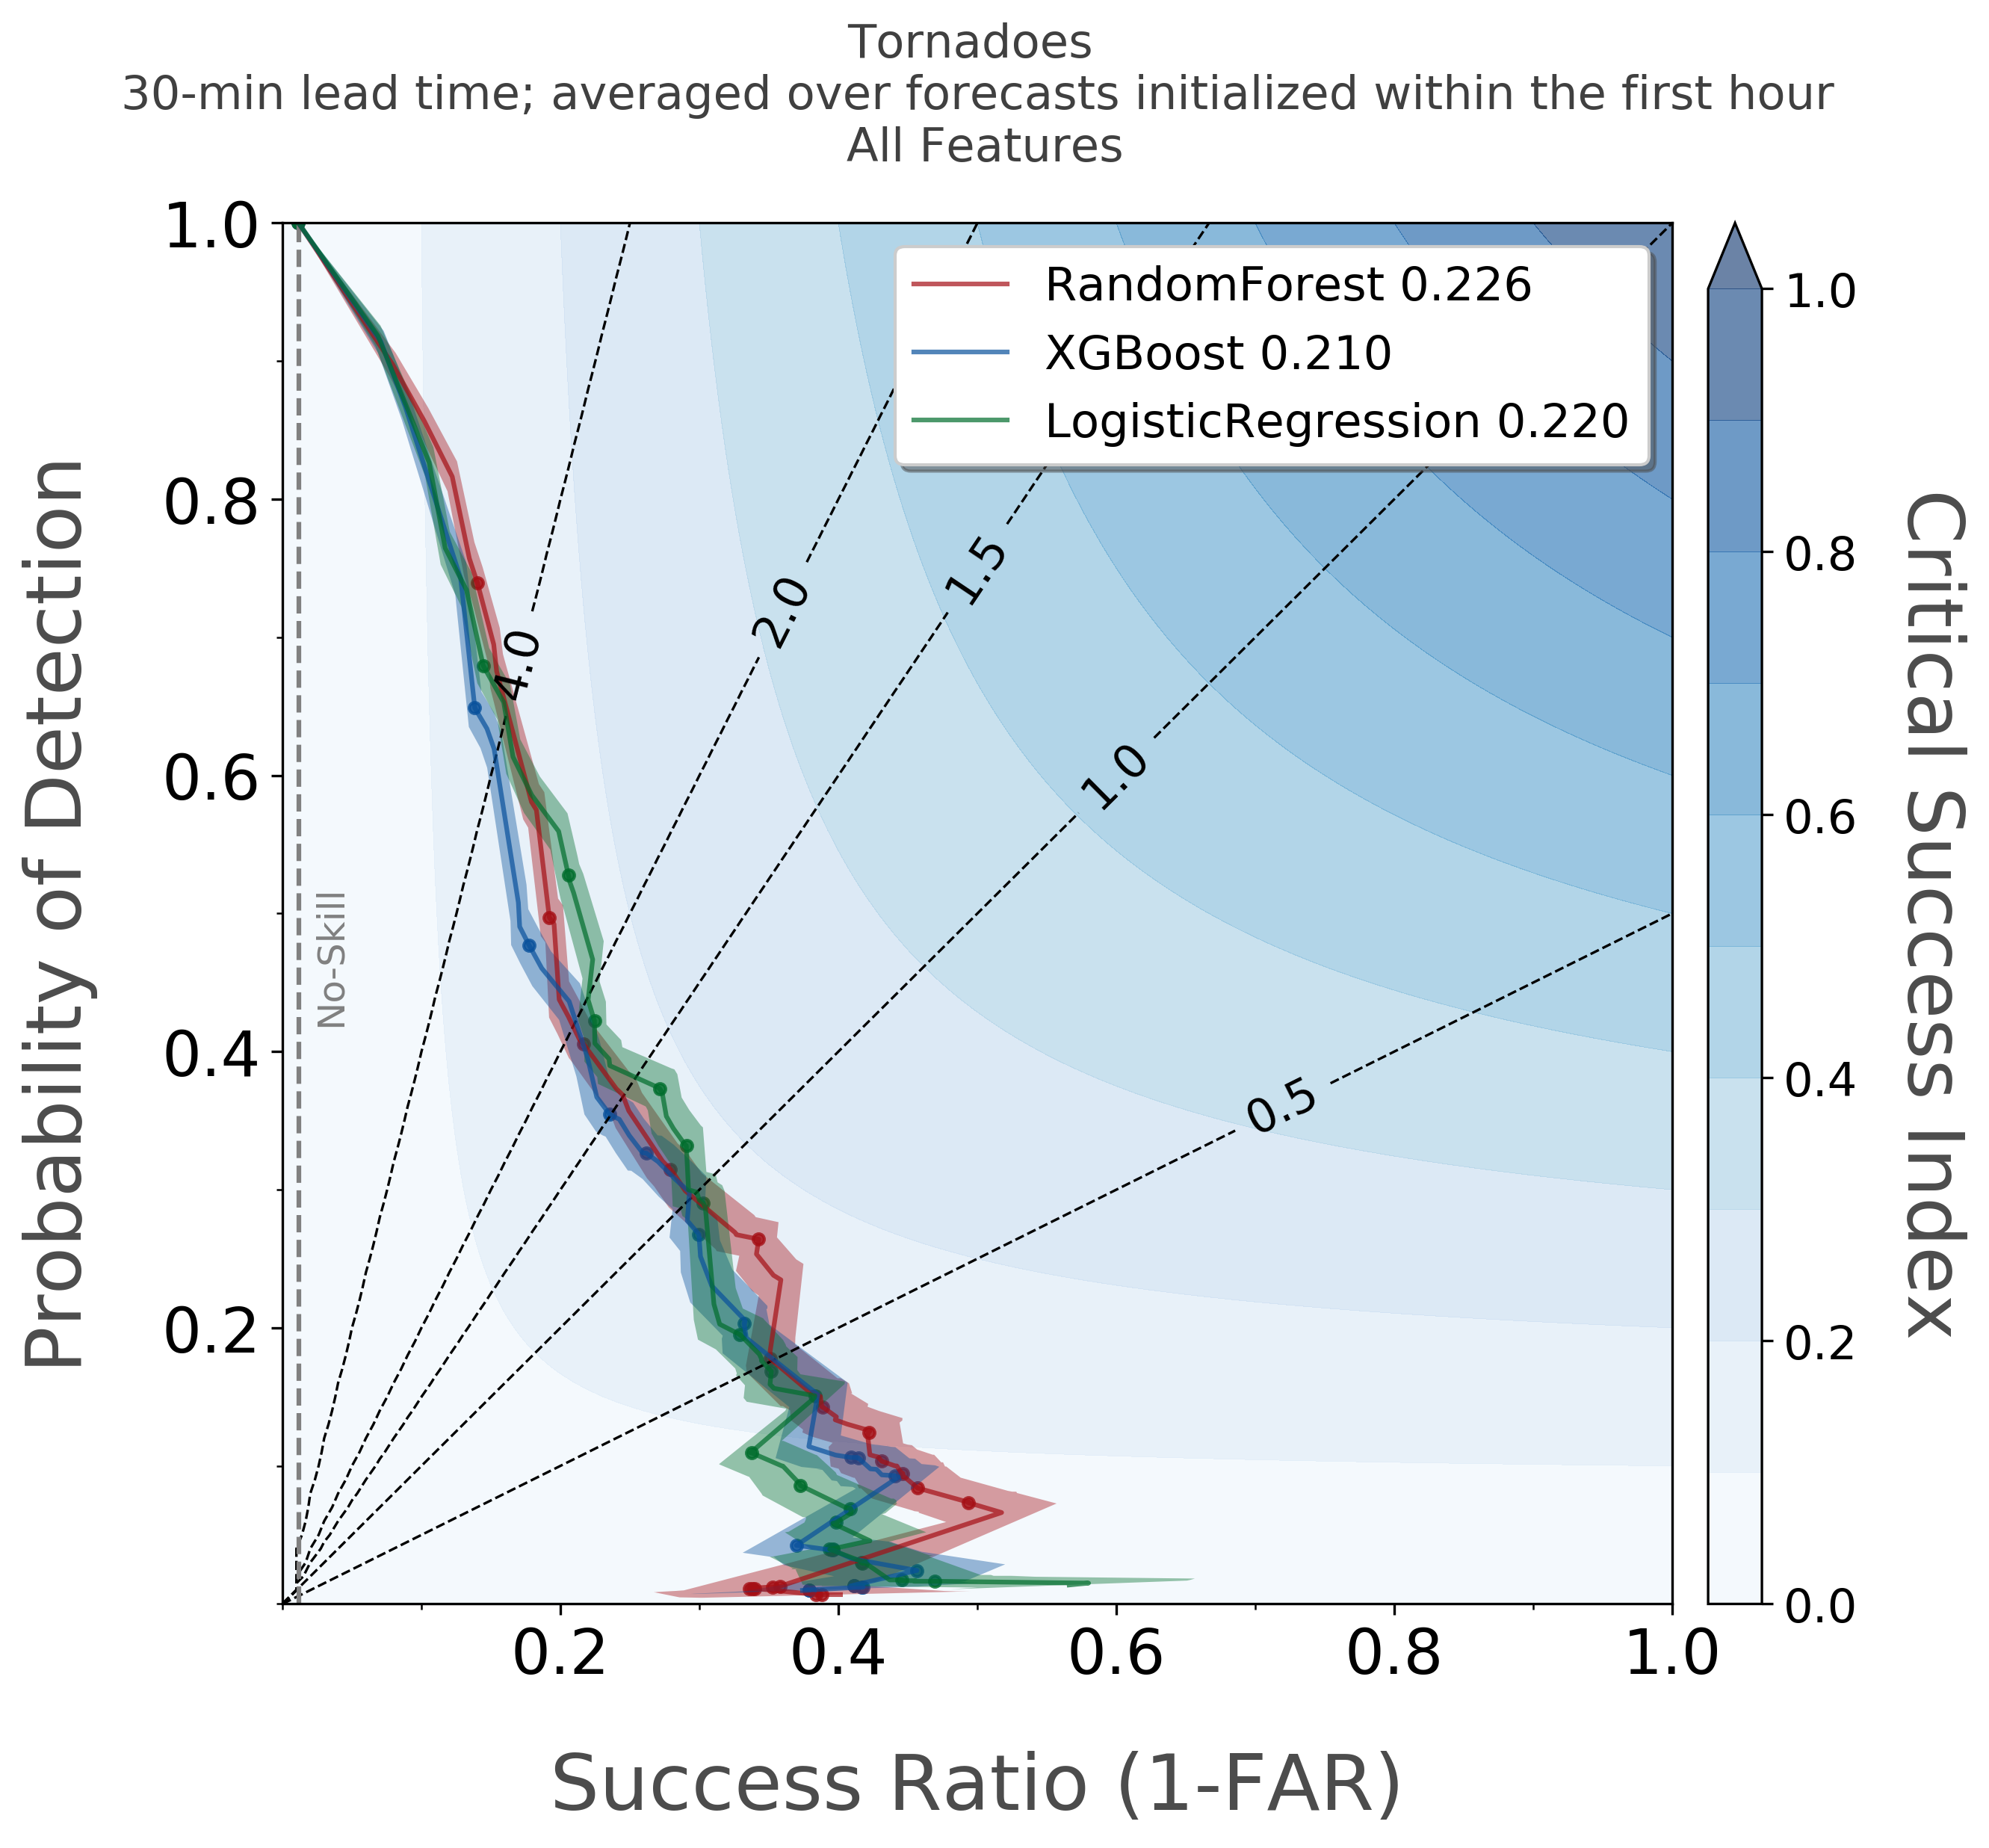 Tornadoes
30-min lead time; averaged over forecasts initialized within the first hour
All Features
RandomForest 0.226
XGBoost 0.210
LogisticRegression 0.220
4.0
2.0
1.5
1.0
0.5
No-Skill
Probability of Detection
1.0
0.8
0.6
0.4
0.2
0.2
0.4
0.6
0.8
1.0
Success Ratio (1-FAR)
1.0
0.8
0.6
0.4
0.2
0.0
Critical Success Index